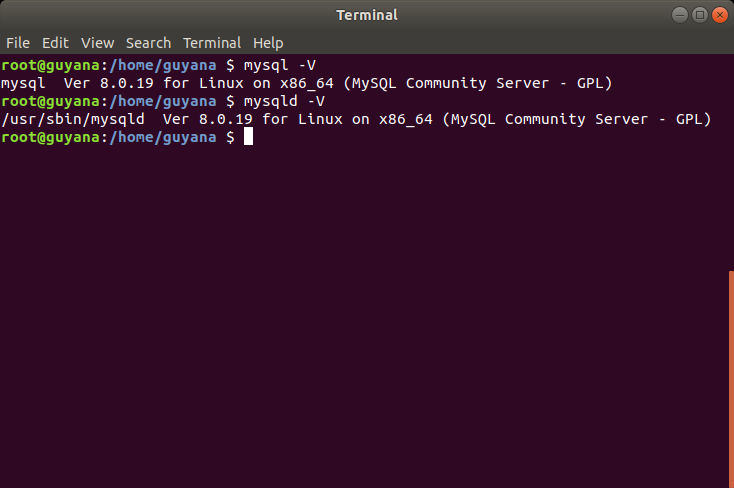 Terminal
File Edit View Search Terminal Help
root@guyana:/home/guyana $ mysql -V
mysql  Ver 8.0.19 for Linux on x86_64 (MySQL Community Server - GPL)
root@guyana:/home/guyana $ mysqld -V
/usr/sbin/mysqld  Ver 8.0.19 for Linux on x86_64 (MySQL Community Server - GPL)
root@guyana:/home/guyana $